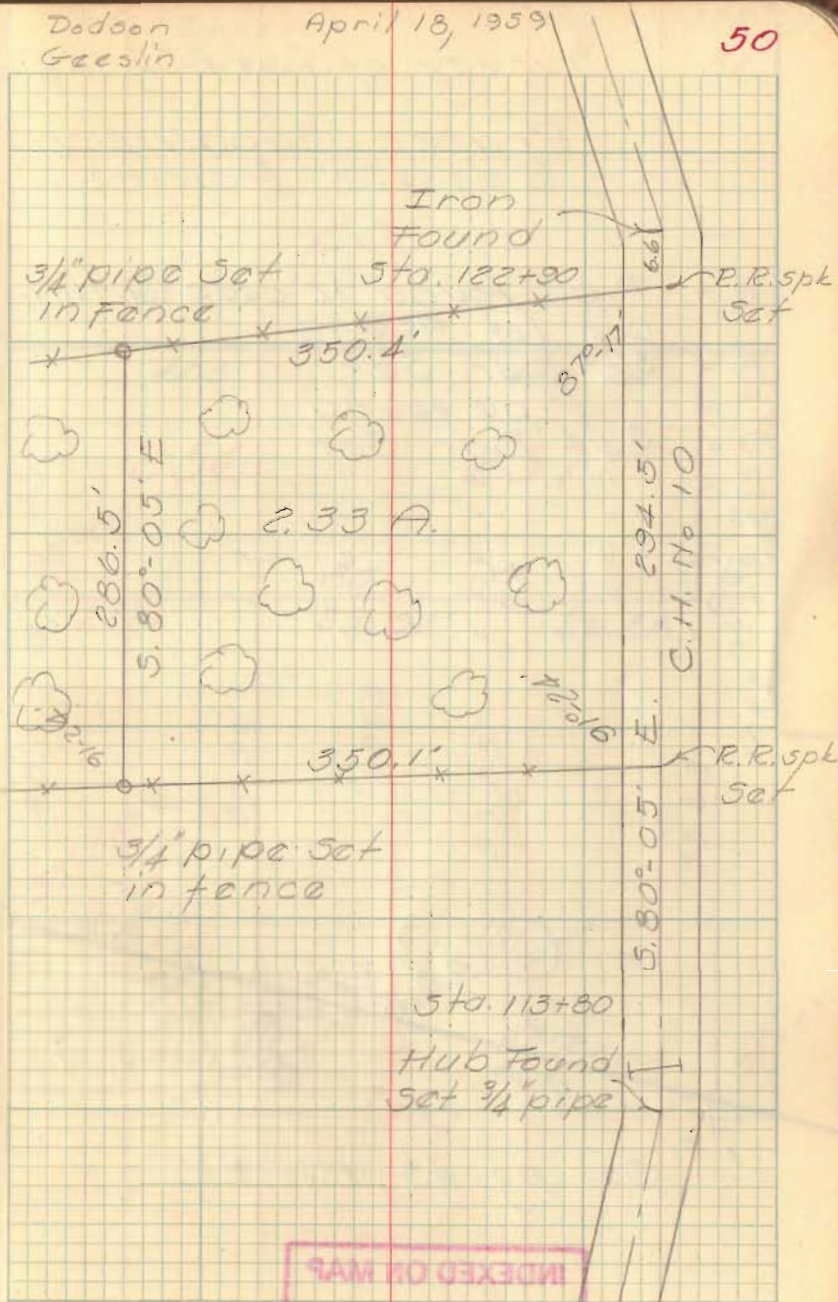 Dodson
Geeslin
April 18, 1959
50
Iron
Found
3/4" pipe Set
in Fence
Sta. 122+90
6.6
R.R. spk
Set
350.4'
87°-17'
286.5'
S. 80°-05' E
2.33 A.
294.5'
C.H. No 10
350.1'
R.R. spk
Set
3/4" pipe Set
in fence
S. 80°-05' E.
Sta. 113+80
Hub Found
Set 3/4" pipe
INDEXED ON MAP